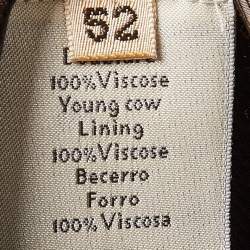 52
100%Viscose
Young cow
Lining
100%Viscose
Becerro
Forro
100%Viscosa